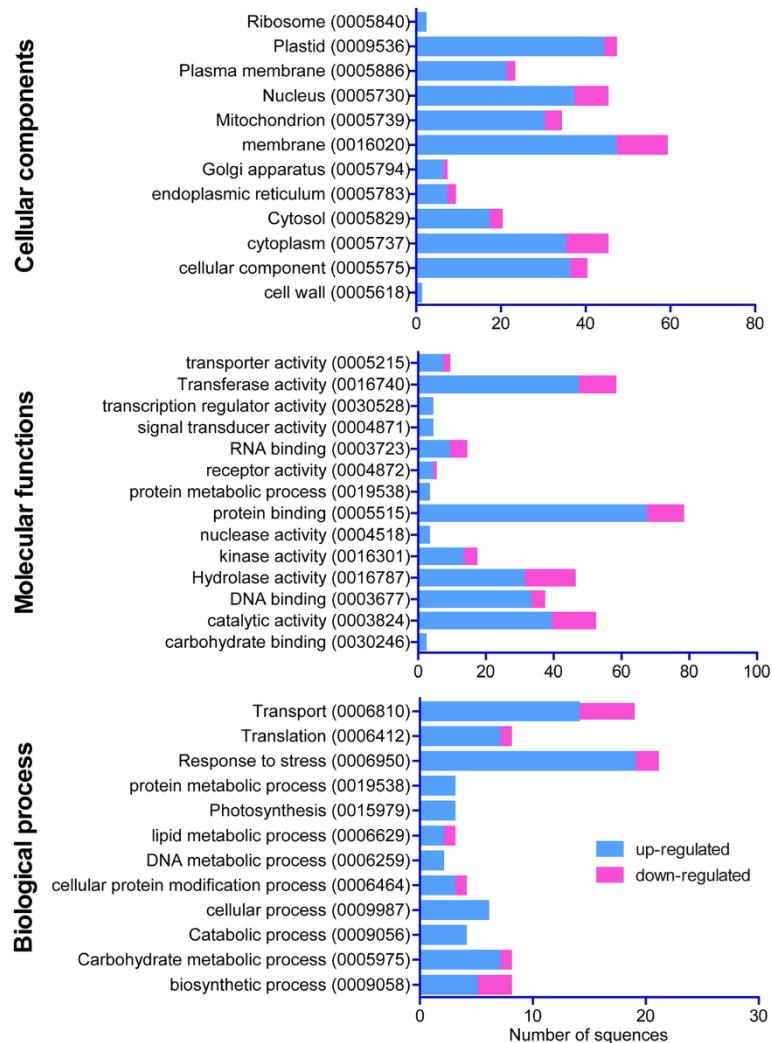 Cellular components
Ribosome (0005840)
Plastid (0009536)
Plasma membrane (0005886)
Nucleus (0005730)
Mitochondrion (0005739)
membrane (0016020)
Golgi apparatus (0005794)
endoplasmic reticulum (0005783)
Cytosol (0005829)
cytoplasm (0005737)
cellular component (0005575)
cell wall (0005618)
0 20 40 60 80
Molecular functions
transporter activity (0005215)
Transferase activity (0016740)
transcription regulator activity (0030528)
signal transducer activity (0004871)
RNA binding (0003723)
receptor activity (0004872)
protein metabolic process (0019538)
protein binding (0005515)
nuclease activity (0004518)
kinase activity (0016301)
Hydrolase activity (0016787)
DNA binding (0003677)
catalytic activity (0003824)
carbohydrate binding (0030246)
0 20 40 60 80 100
Biological process
Transport (0006810)
Translation (0006412)
Response to stress (0006950)
protein metabolic process (0019538)
Photosynthesis (0015979)
lipid metabolic process (0006629)
DNA metabolic process (0006259)
cellular protein modification process (0006464)
cellular process (0009987)
Catabolic process (0009056)
Carbohydrate metabolic process (0005975)
biosynthetic process (0009058)
up-regulated
down-regulated
0 10 20 30
Number of squences